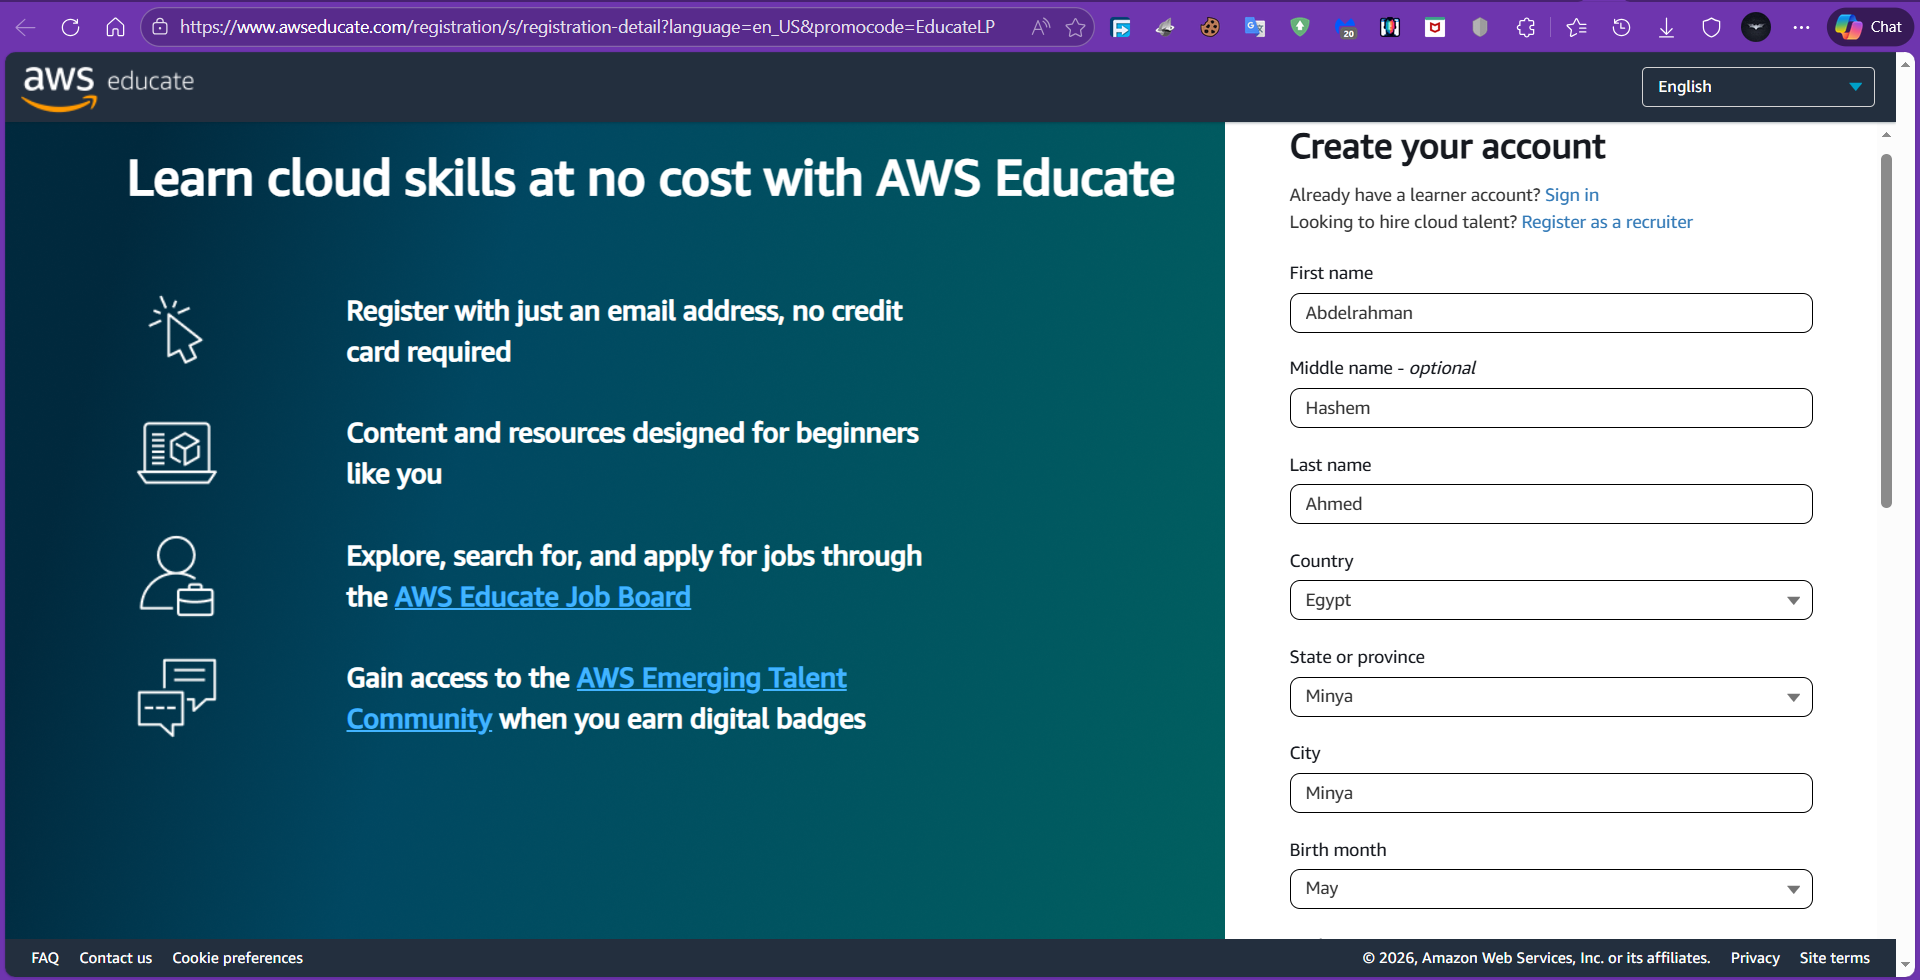 https://www.awseducate.com/registration/s/registration-detail?language=en_US&promocode=EducateLP
20
Chat
aws educate
English
Learn cloud skills at no cost with AWS Educate
Register with just an email address, no credit
card required
Content and resources designed for beginners
like you
Explore, search for, and apply for jobs through
the AWS Educate Job Board
Gain access to the AWS Emerging Talent
Community when you earn digital badges
Create your account
Already have a learner account? Sign in
Looking to hire cloud talent? Register as a recruiter
First name
Abdelrahman
Middle name - optional
Hashem
Last name
Ahmed
Country
Egypt
State or province
Minya
City
Minya
Birth month
May
FAQ Contact us Cookie preferences
© 2026, Amazon Web Services, Inc. or its affiliates. Privacy Site terms